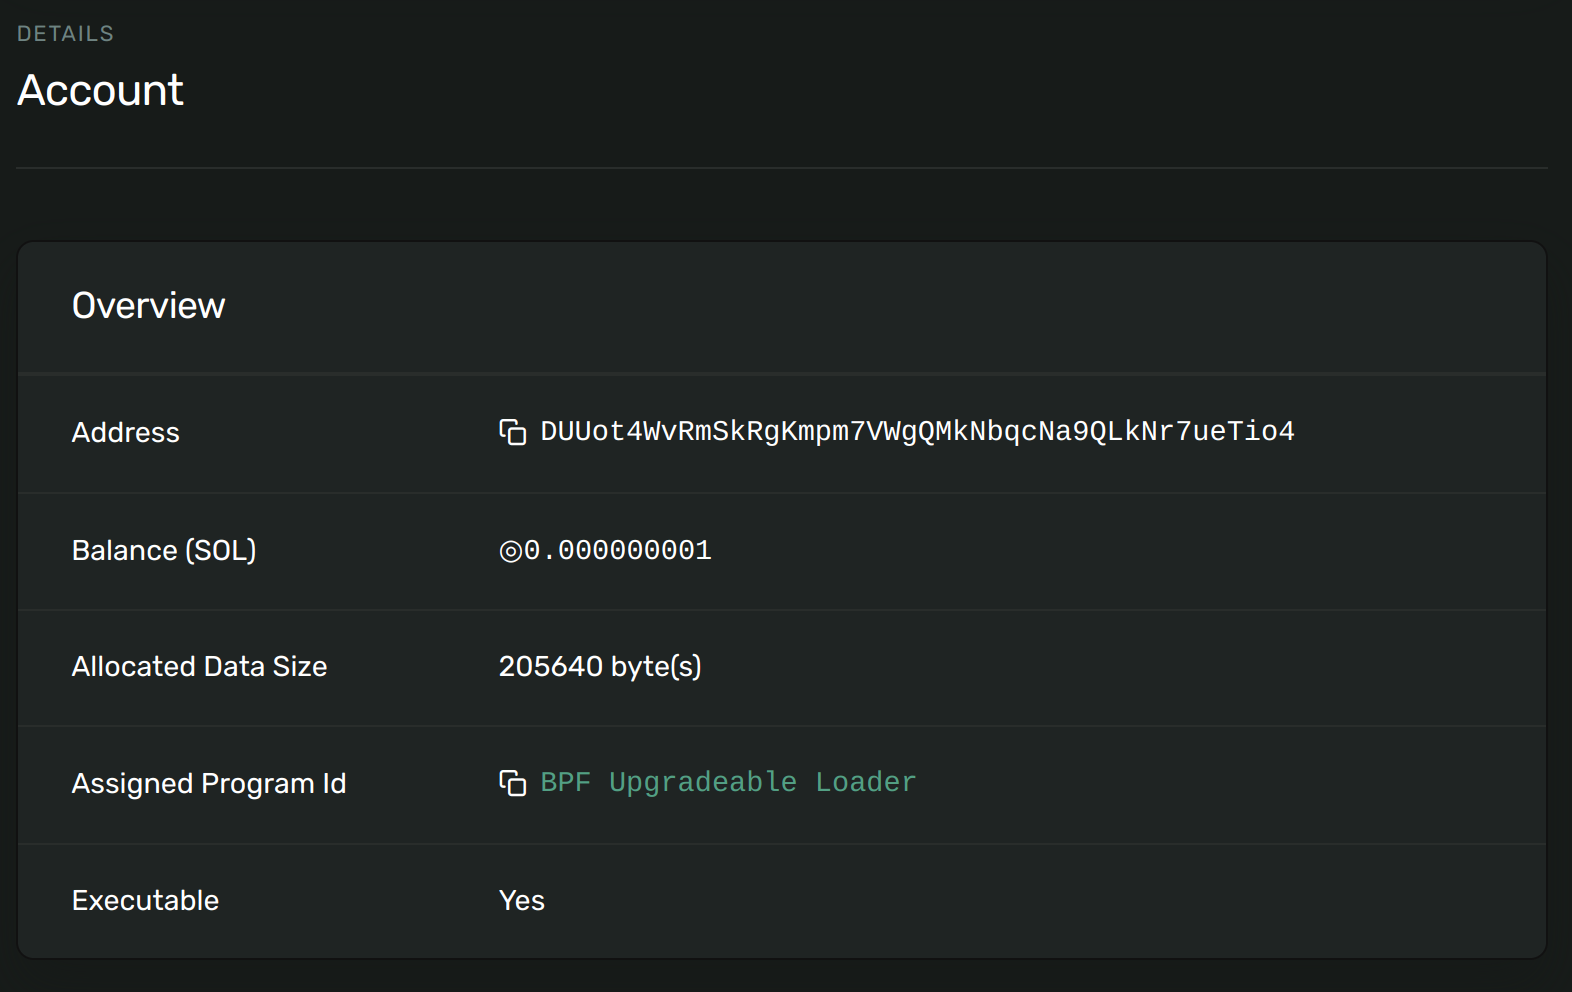 DETAILS
Account
Overview
Address DUUot4WvRmSkRgKmpm7VWgQMkNbqcNa9QLkNr7ueTio4
Balance (SOL) ◎0.000000001
Allocated Data Size 205640 byte(s)
Assigned Program Id BPF Upgradeable Loader
Executable Yes